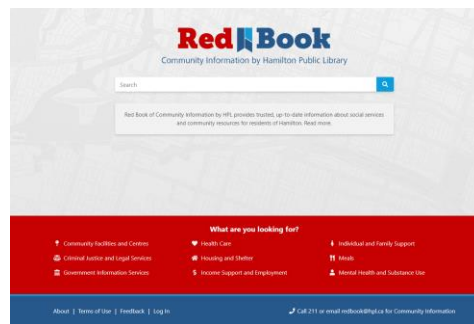 Red Book
Community Information by Hamilton Public Library
Search
Red Book of Community Information by HPL provides trusted, up-to-date information about social services
and community resources for residents of Hamilton. Read more.
What are you looking for?
Community Facilities and Centres
Health Care
Individual and Family Support
Criminal Justice and Legal Services
Housing and Shelter
Meals
Government Information Services
Income Support and Employment
Mental Health and Substance Use
About | Terms of Use | Feedback | Log In
Call 211 or email redbook@hpl.ca for Community Information